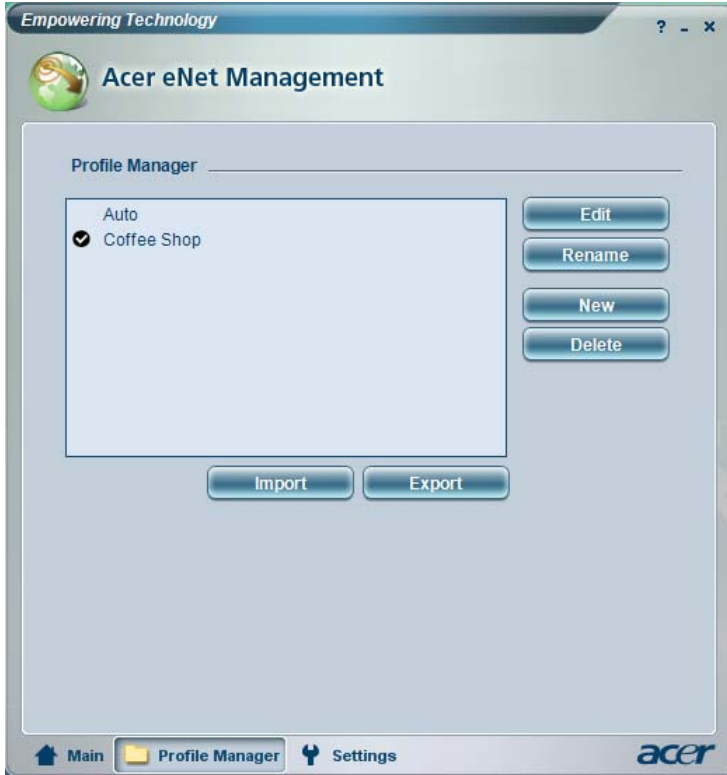 Empowering Technology
? - ×
Acer eNet Management
Profile Manager
Auto
Coffee Shop
Edit
Rename
New
Delete
Import Export
Main Profile Manager Settings
acer